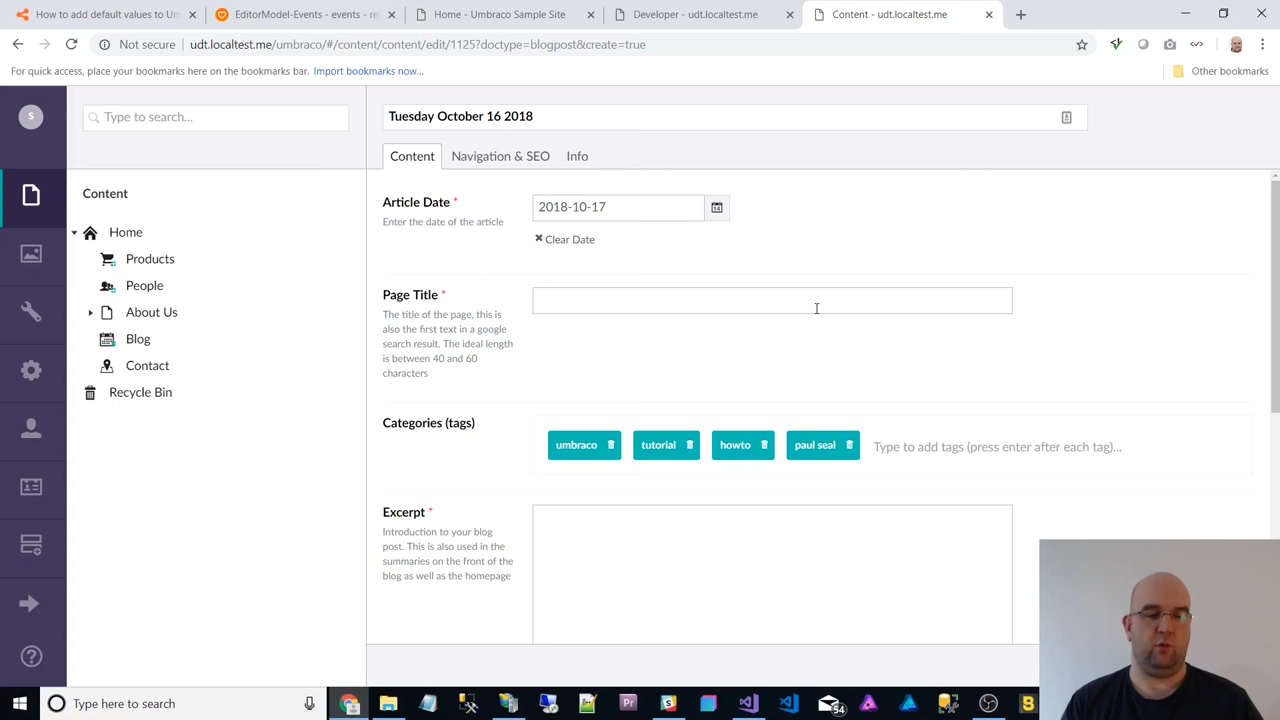 How to add default values to Um
EditorModel-Events - events - re
Home - Umbraco Sample Site
Developer - udt.localtest.me
Content - udt.localtest.me
Not secure
udt.localtest.me/umbraco/#/content/content/edit/1125?doctype=blogpost&create=true
For quick access, place your bookmarks here on the bookmarks bar. Import bookmarks now...
Other bookmarks
S
Type to search...
Tuesday October 16 2018
Content
Navigation & SEO
Info
Content
Home
Products
People
About Us
Blog
Contact
Recycle Bin
Article Date *
Enter the date of the article
2018-10-17
Clear Date
Page Title *
The title of the page, this is
also the first text in a google
search result. The ideal length
is between 40 and 60
characters
Categories (tags)
umbraco
tutorial
howto
paul seal
Type to add tags (press enter after each tag)...
Excerpt *
Introduction to your blog
post. This is also used in the
summaries on the front of the
blog as well as the homepage
Type here to search
Pr
54
B